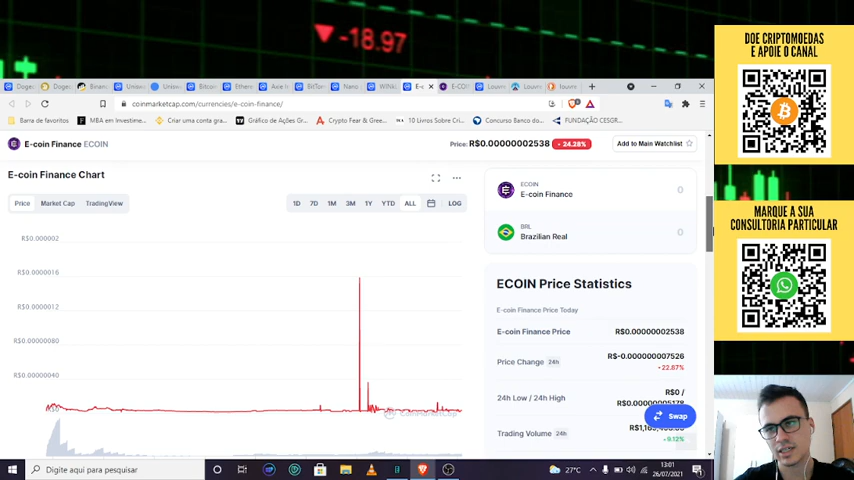 -18.97
DOE CRIPTOMOEDAS
E APOIE O CANAL
MARQUE A SUA
CONSULTORIA PARTICULAR
coinmarketcap.com/currencies/e-coin-finance/
Barra de favoritos
MBA em Investime...
Criar uma conta gra...
Gráfico de Ações Gr...
Crypto Fear & Gree...
10 Livros Sobre Cri...
Concurso Banco do...
FUNDAÇÃO CESGR...
E-coin Finance ECOIN
Price: R$0.00000002538 24.28%
Add to Main Watchlist
E-coin Finance Chart
Price Market Cap TradingView
1D 7D 1M 3M 1Y YTD ALL LOG
R$0.000002
R$0.0000016
R$0.0000012
R$0.00000080
R$0.00000040
R$0
CoinMarketCap
ECOIN
E-coin Finance
0
BRL
Brazilian Real
0
ECOIN Price Statistics
E-coin Finance Price Today
E-coin Finance Price R$0.00000002538
Price Change 24h R$-0.000000007526
22.87%
24h Low / 24h High R$0 /
Swap
Trading Volume 24h
9.12%
Digite aqui para pesquisar
27°C
13:01
26/07/2021